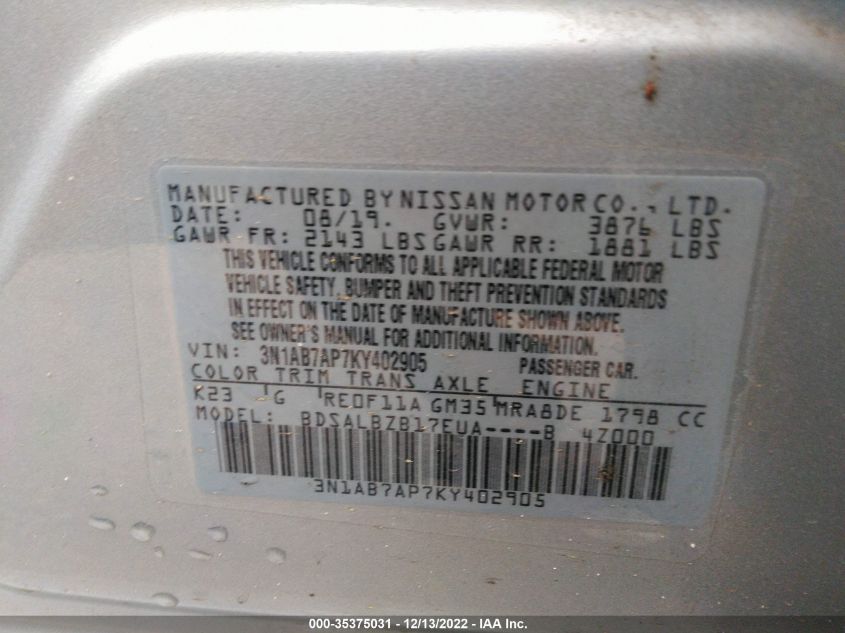 MANUFACTURED BY NISSAN MOTOR CO., LTD.
DATE: 08/19. GVWR: 3876 LBS
GAWR FR: 2143 LBS GAWR RR: 1881 LBS
THIS VEHICLE CONFORMS TO ALL APPLICABLE FEDERAL MOTOR
VEHICLE SAFETY, BUMPER AND THEFT PREVENTION STANDARDS
IN EFFECT ON THE DATE OF MANUFACTURE SHOWN ABOVE.
SEE OWNER'S MANUAL FOR ADDITIONAL INFORMATION.
VIN: 3N1AB7AP7KY402905 PASSENGER CAR.
COLOR TRIM TRANS AXLE ENGINE
K23 G RE0F11A GM35 MRA8DE 1798 CC
MODEL: BDSALBZB17EUA----B 4Z000
3N1AB7AP7KY402905
000-35375031 - 12/13/2022 - IAA Inc.